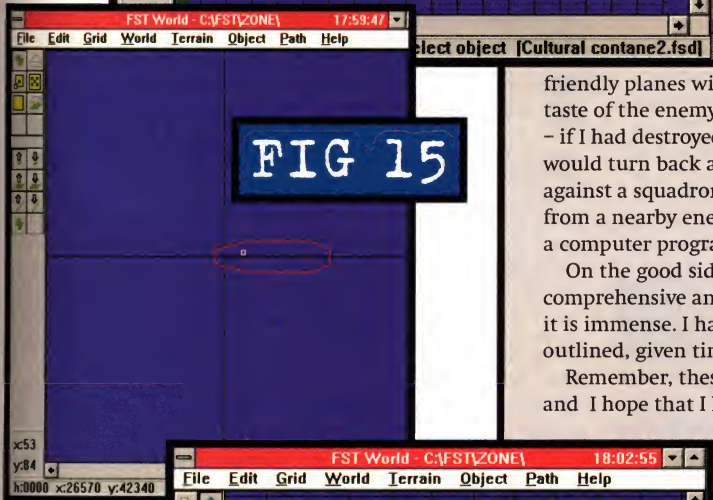 FST World - C:\FST\ZONE\ 17:59:47
File Edit Grid World Terrain Object Path Help
FIG 15
x:53
y:84
h:0000 x:26570 y:42340
elect object [Cultural contane2.fsd]
friendly planes wi
taste of the enemy
– if I had destroyed
would turn back a
against a squadron
from a nearby ene
a computer progra
On the good sid
comprehensive an
it is immense. I ha
outlined, given tin
Remember, thes
and I hope that I
FST World - C:\FST\ZONE\ 18:02:55
File Edit Grid World Terrain Object Path Help